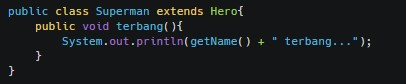 public class Superman extends Hero{
    public void terbang(){
        System.out.println(getName() + " terbang...");
    }
}